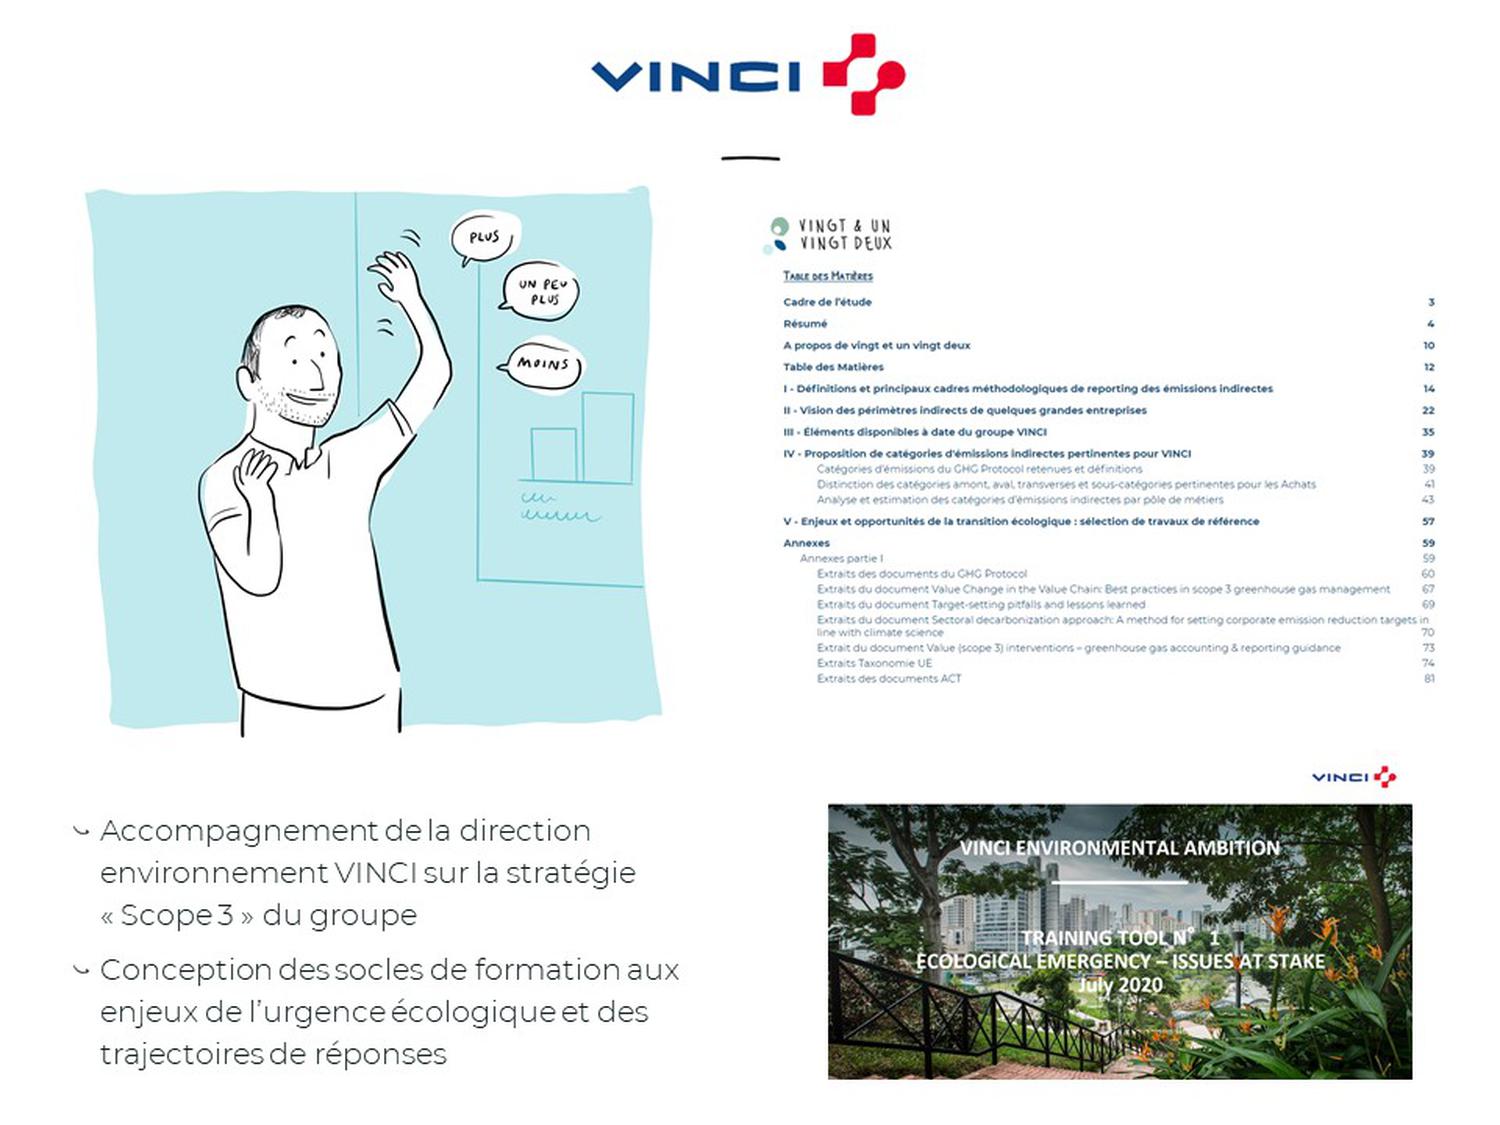 VINCI
PLUS
UN PEU
PLUS
MOINS
VINGT & UN
VINGT DEUX
Table des Matières
Cadre de l'étude 3
Résumé 4
A propos de vingt et un vingt deux 10
Table des Matières 12
I - Définitions et principaux cadres méthodologiques de reporting des émissions indirectes 14
II - Vision des périmètres indirects de quelques grandes entreprises 22
III - Éléments disponibles à date du groupe VINCI 35
IV - Proposition de catégories d'émissions indirectes pertinentes pour VINCI 39
Catégories d'émissions du GHG Protocol retenues et définitions 39
Distinction des catégories amont, aval, transverses et sous-catégories pertinentes pour les Achats 41
Analyse et estimation des catégories d'émissions indirectes par pôle de métiers 43
V - Enjeux et opportunités de la transition écologique : sélection de travaux de référence 57
Annexes 59
Annexes partie I 59
Extraits des documents du GHG Protocol 60
Extraits du document Value Change in the Value Chain: Best practices in scope 3 greenhouse gas management 67
Extraits du document Target-setting pitfalls and lessons learned 69
Extraits du document Sectoral decarbonization approach: A method for setting corporate emission reduction targets in
line with climate science 70
Extrait du document Value (scope 3) interventions – greenhouse gas accounting & reporting guidance 73
Extraits Taxonomie UE 74
Extraits des documents ACT 81
Accompagnement de la direction
environnement VINCI sur la stratégie
« Scope 3 » du groupe
Conception des socles de formation aux
enjeux de l'urgence écologique et des
trajectoires de réponses
VINCI
VINCI ENVIRONMENTAL AMBITION
TRAINING TOOL N° 1
ECOLOGICAL EMERGENCY – ISSUES AT STAKE
July 2020